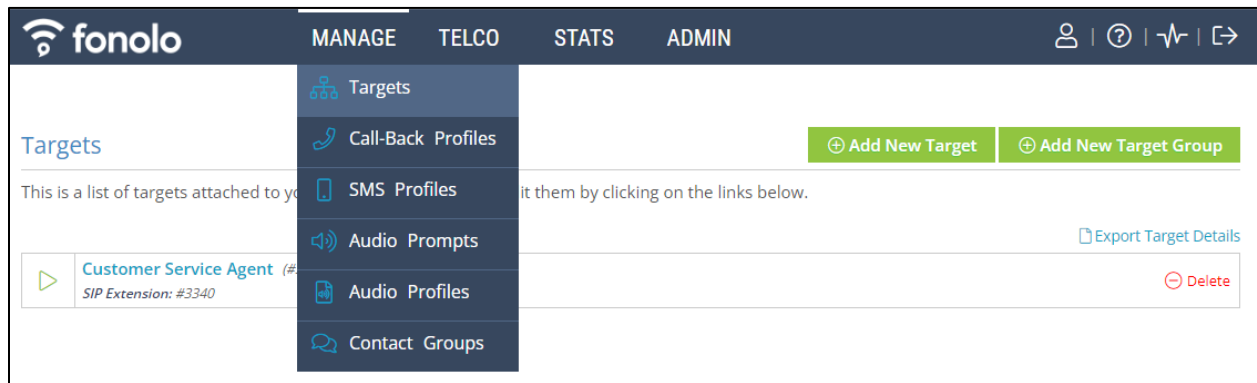 fonolo MANAGE TELCO STATS ADMIN
Targets
Call-Back Profiles
SMS Profiles
Audio Prompts
Audio Profiles
Contact Groups
Targets
Add New Target Add New Target Group
This is a list of targets attached to it them by clicking on the links below.
Export Target Details
Customer Service Agent (#
SIP Extension: #3340
Delete